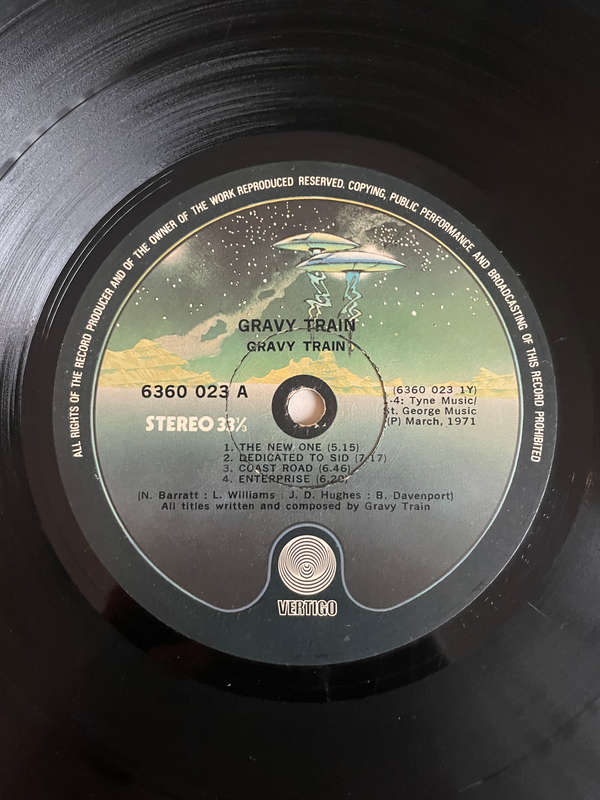 ALL RIGHTS OF THE RECORD PRODUCER AND OF THE OWNER OF THE WORK REPRODUCED RESERVED. COPYING, PUBLIC PERFORMANCE AND BROADCASTING OF THIS RECORD PROHIBITED
GRAVY TRAIN
GRAVY TRAIN
6360 023 A
(6360 023 1Y)
-4: Tyne Music/
St. George Music
(P) March, 1971
STEREO 33⅓
1. THE NEW ONE (5.15)
2. DEDICATED TO SID (7.17)
3. COAST ROAD (6.46)
4. ENTERPRISE (6.20)
(N. Barratt : L. Williams : J. D. Hughes : B. Davenport)
All titles written and composed by Gravy Train
VERTIGO